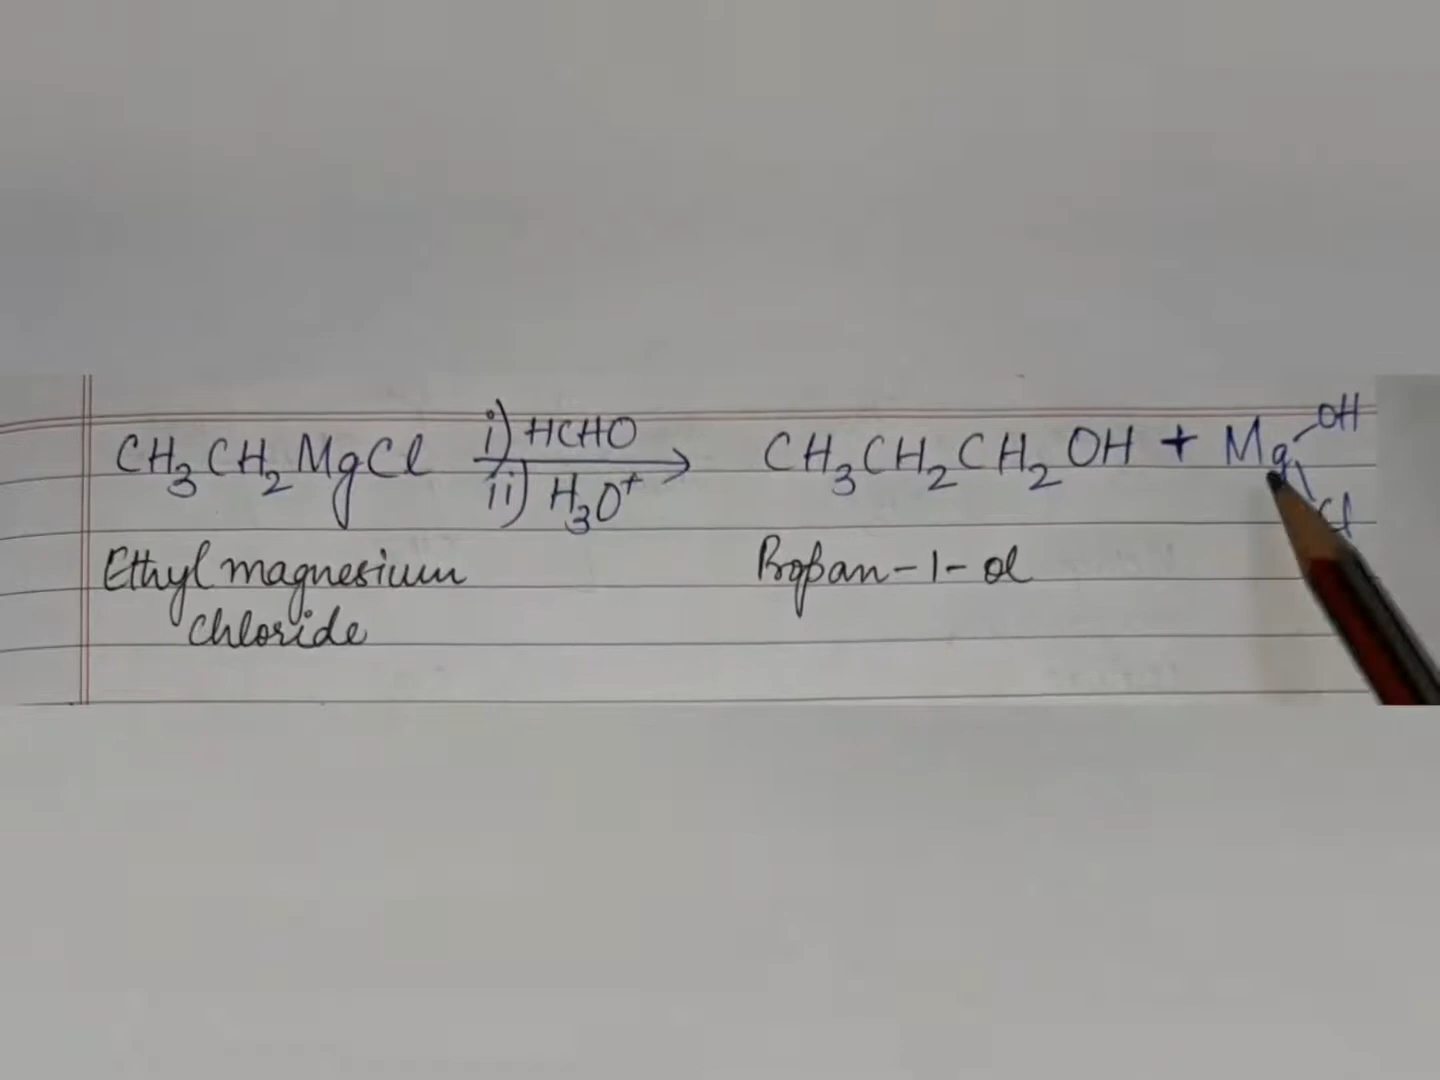 CH₃CH₂MgCl i) HCHO ii) H₃O⁺ → CH₃CH₂CH₂OH + Mg OH Cl
Ethyl magnesium Propan-1-ol
chloride